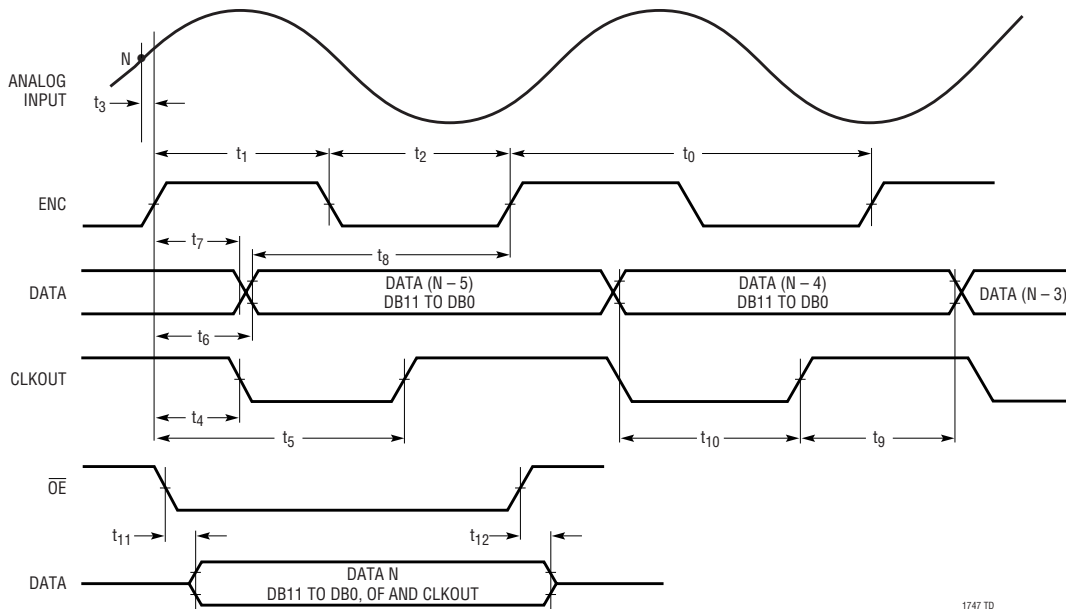 N
ANALOG
INPUT
t3
t1
t2
t0
ENC
t7
t8
DATA
DATA (N – 5)
DB11 TO DB0
DATA (N – 4)
DB11 TO DB0
DATA (N – 3)
t6
CLKOUT
t4
t5
t10
t9
OE
t11
t12
DATA
DATA N
DB11 TO DB0, OF AND CLKOUT
1747 TD